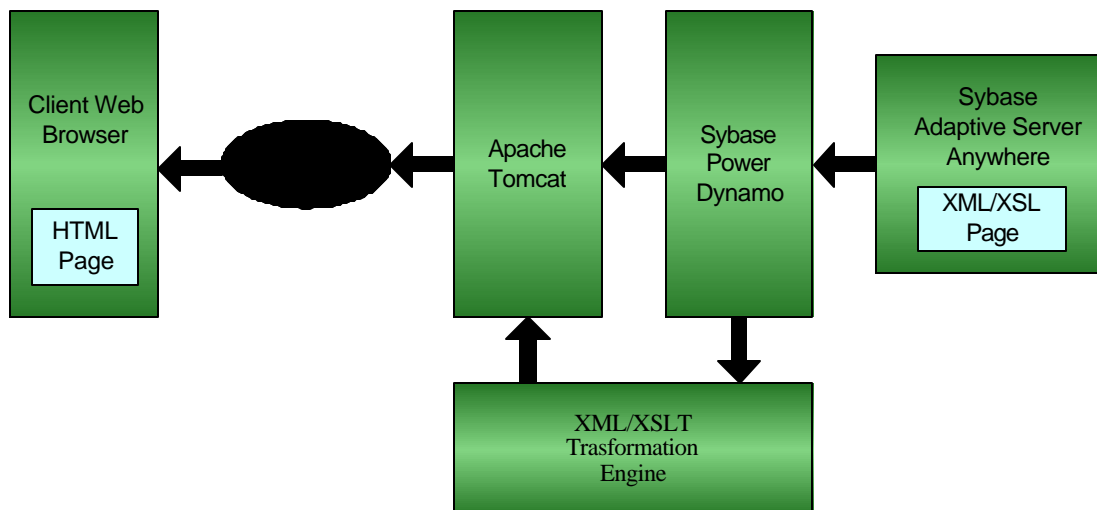 Client Web
Browser
HTML
Page
Apache
Tomcat
Sybase
Power
Dynamo
Sybase
Adaptive Server
Anywhere
XML/XSL
Page
XML/XSLT
Trasformation
Engine